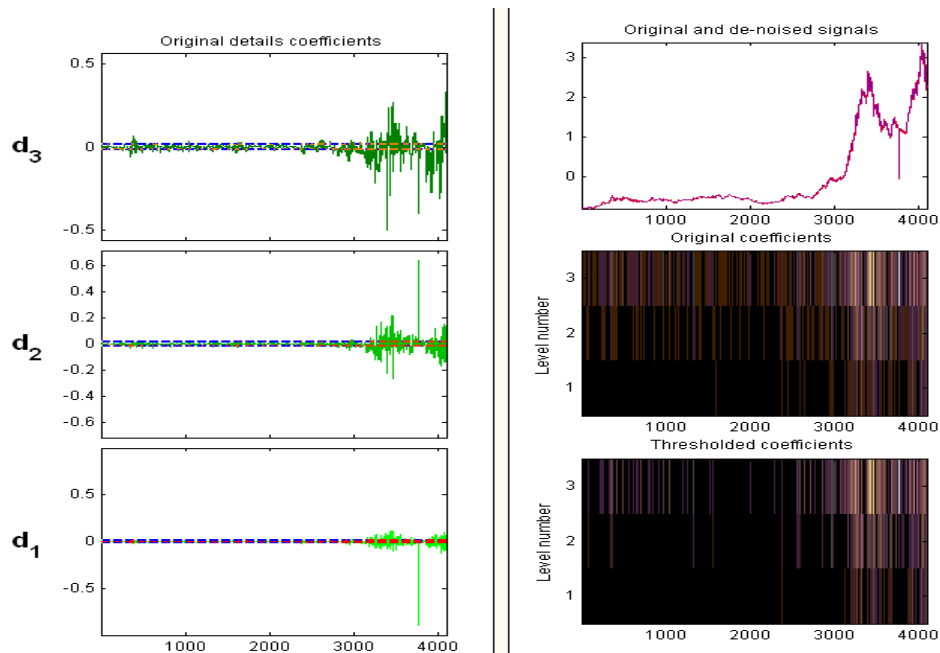 Original details coefficients
0.5
d3
0
-0.5
0.6
0.4
0.2
d2
0
-0.2
-0.4
-0.6
0.5
d1
0
-0.5
1000 2000 3000 4000
Original and de-noised signals
3
2
1
0
1000 2000 3000 4000
Original coefficients
Level number
3
2
1
1000 2000 3000 4000
Thresholded coefficients
Level number
3
2
1
1000 2000 3000 4000